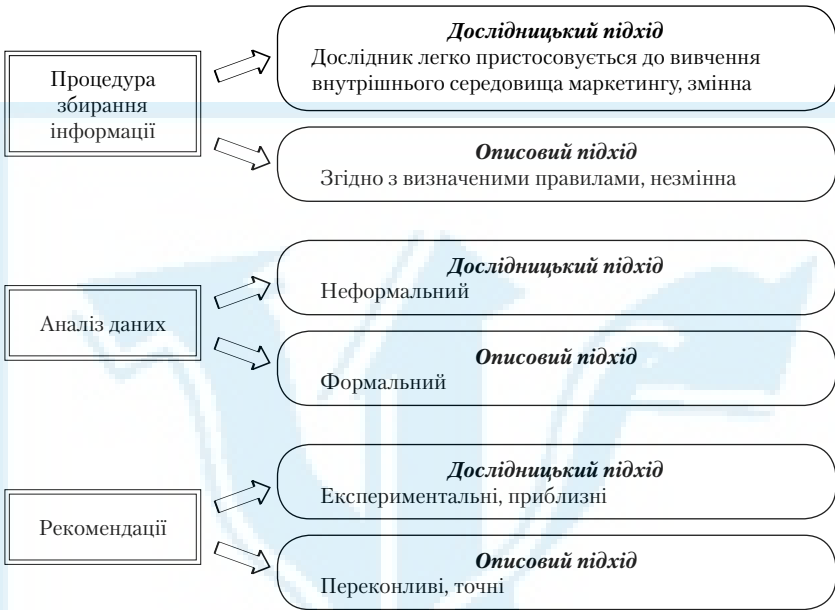 Процедура
збирання
інформації
Дослідницький підхід
Дослідник легко пристосовується до вивчення
внутрішнього середовища маркетингу, змінна
Описовий підхід
Згідно з визначеними правилами, незмінна
Аналіз даних
Дослідницький підхід
Неформальний
Описовий підхід
Формальний
Рекомендації
Дослідницький підхід
Експериментальні, приблизні
Описовий підхід
Переконливі, точні